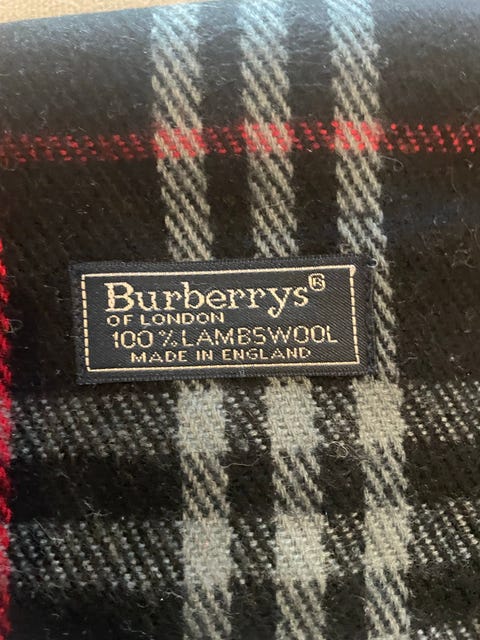 Burberrys®
OF LONDON
100% LAMBSWOOL
MADE IN ENGLAND